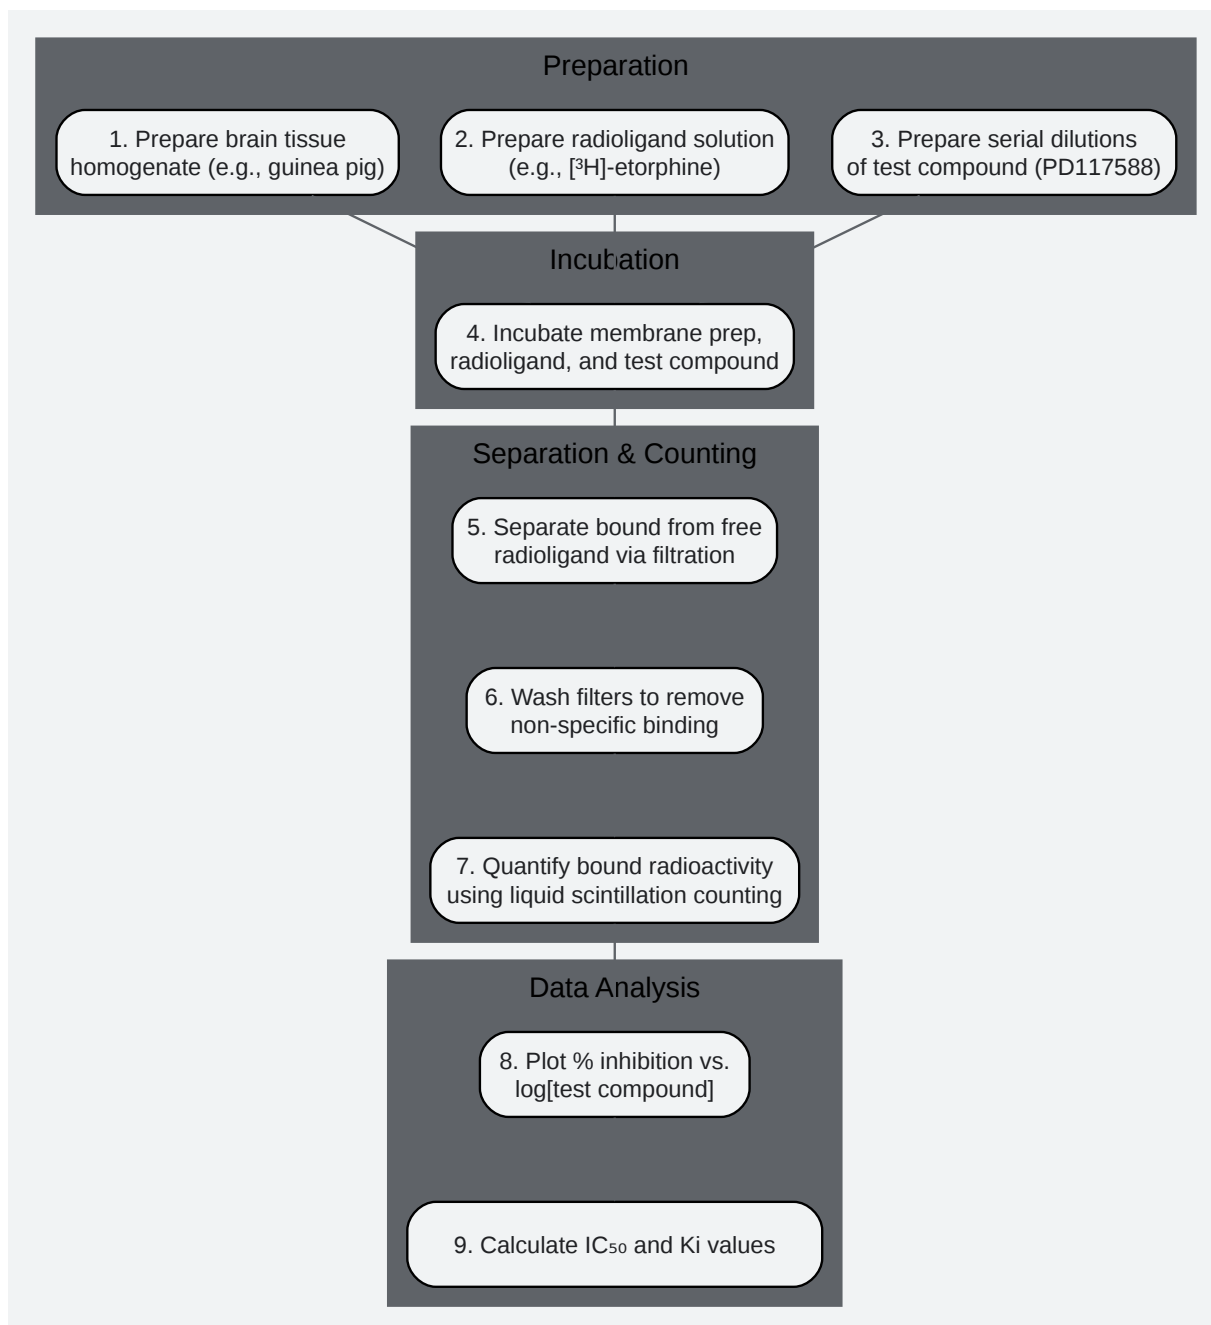 Preparation
1. Prepare brain tissue
homogenate (e.g., guinea pig)
2. Prepare radioligand solution
(e.g., [³H]-etorphine)
3. Prepare serial dilutions
of test compound (PD117588)
Incubation
4. Incubate membrane prep,
radioligand, and test compound
Separation & Counting
5. Separate bound from free
radioligand via filtration
6. Wash filters to remove
non-specific binding
7. Quantify bound radioactivity
using liquid scintillation counting
Data Analysis
8. Plot % inhibition vs.
log[test compound]
9. Calculate IC₅₀ and Ki values